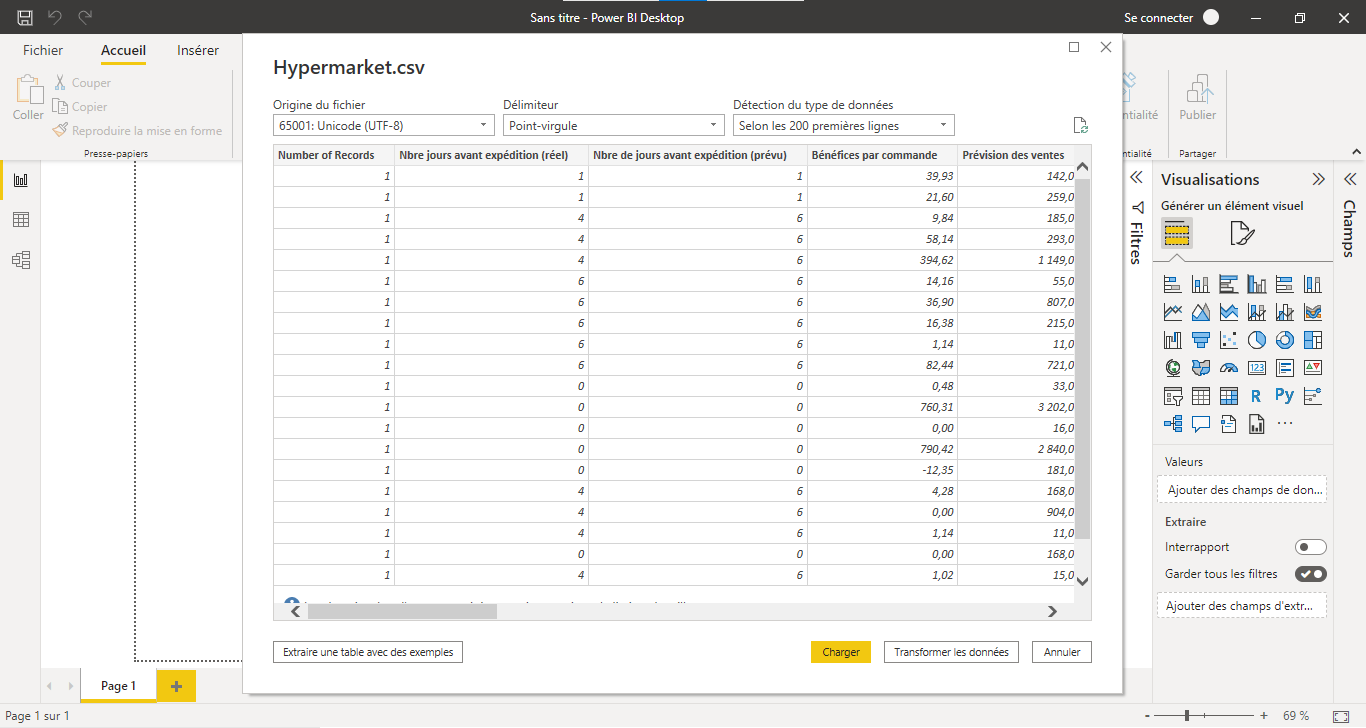 Sans titre - Power BI Desktop
Se connecter
Fichier
Accueil
Insérer
Coller
Couper
Copier
Reproduire la mise en forme
Presse-papiers
Publier
Partager
Hypermarket.csv
Origine du fichier
Délimiteur
Détection du type de données
65001: Unicode (UTF-8)
Point-virgule
Selon les 200 premières lignes
Number of Records Nbre jours avant expédition (réel) Nbre de jours avant expédition (prévu) Bénéfices par commande Prévision des ventes
1 1 1 39,93 142,0
1 1 1 21,60 259,0
1 4 6 9,84 185,0
1 4 6 58,14 293,0
1 4 6 394,62 1 149,0
1 6 6 14,16 55,0
1 6 6 36,90 807,0
1 6 6 16,38 215,0
1 6 6 1,14 11,0
1 6 6 82,44 721,0
1 0 0 0,48 33,0
1 0 0 760,31 3 202,0
1 0 0 0,00 16,0
1 0 0 790,42 2 840,0
1 0 0 -12,35 181,0
1 4 6 4,28 168,0
1 4 6 0,00 904,0
1 4 6 1,14 11,0
1 0 0 0,00 168,0
1 4 6 1,02 15,0
Extraire une table avec des exemples
Charger
Transformer les données
Annuler
ntialité
ntialité
Filtres
Visualisations
Générer un élément visuel
123
R
Py
...
Valeurs
Ajouter des champs de don...
Extraire
Interrapport
Garder tous les filtres
Ajouter des champs d'extr...
Champs
Page 1
+
Page 1 sur 1
- + 69 %